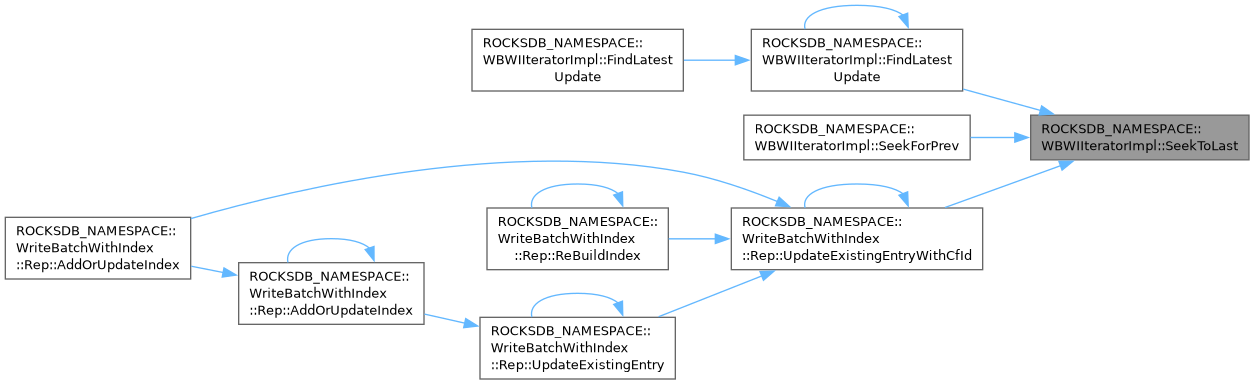 ROCKSDB_NAMESPACE::
WBWIIteratorImpl::FindLatest
Update
ROCKSDB_NAMESPACE::
WBWIIteratorImpl::FindLatest
Update
ROCKSDB_NAMESPACE::
WBWIIteratorImpl::SeekToLast
ROCKSDB_NAMESPACE::
WBWIIteratorImpl::SeekForPrev
ROCKSDB_NAMESPACE::
WriteBatchWithIndex
::Rep::AddOrUpdateIndex
ROCKSDB_NAMESPACE::
WriteBatchWithIndex
::Rep::ReBuildIndex
ROCKSDB_NAMESPACE::
WriteBatchWithIndex
::Rep::UpdateExistingEntryWithCfId
ROCKSDB_NAMESPACE::
WriteBatchWithIndex
::Rep::AddOrUpdateIndex
ROCKSDB_NAMESPACE::
WriteBatchWithIndex
::Rep::UpdateExistingEntry